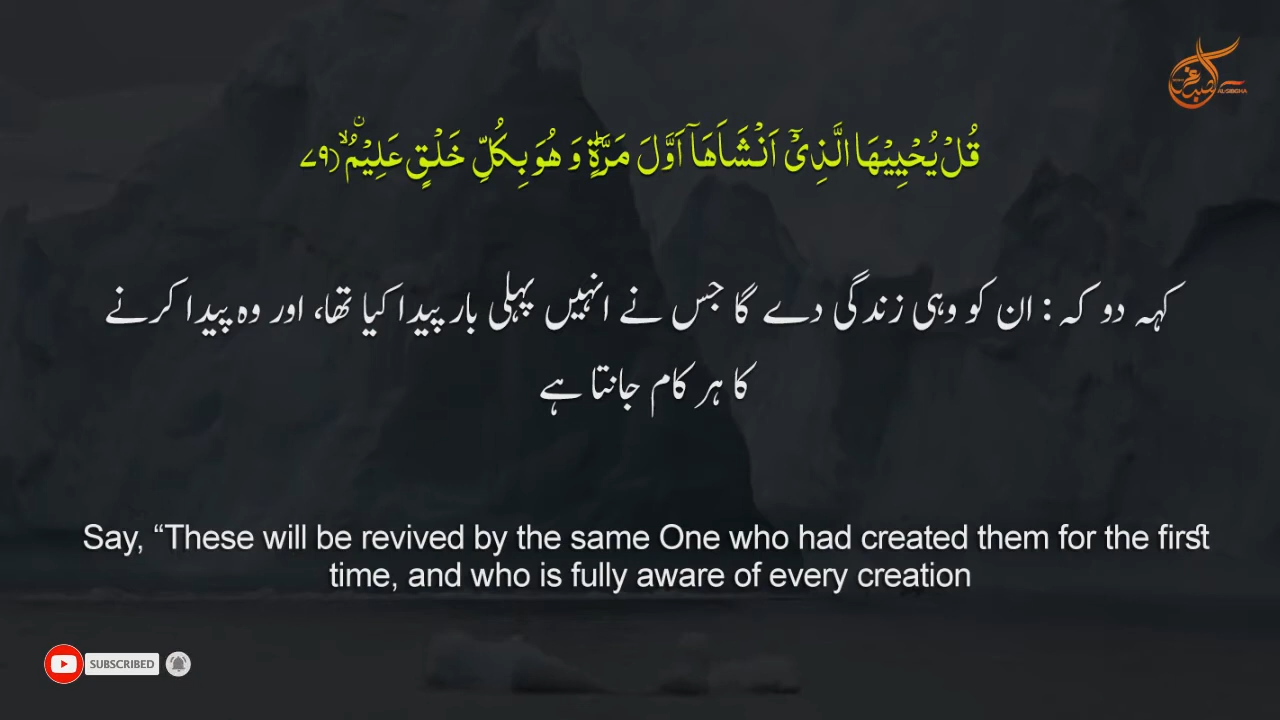 قُلْ يُحْيِيْهَا الَّذِيْۤ اَنْشَاَهَاۤ اَوَّلَ مَرَّةٍؕ وَ هُوَ بِكُلِّ خَلْقٍ عَلِيْمُۙ ﴿۷۹
کہہ دو کہ : ان کو وہی زندگی دے گا جس نے انہیں پہلی بار پیدا کیا تھا، اور وہ پیدا کرنے
کا ہر کام جانتا ہے
Say, “These will be revived by the same One who had created them for the first
time, and who is fully aware of every creation
SUBSCRIBED
AL-SIBGHA